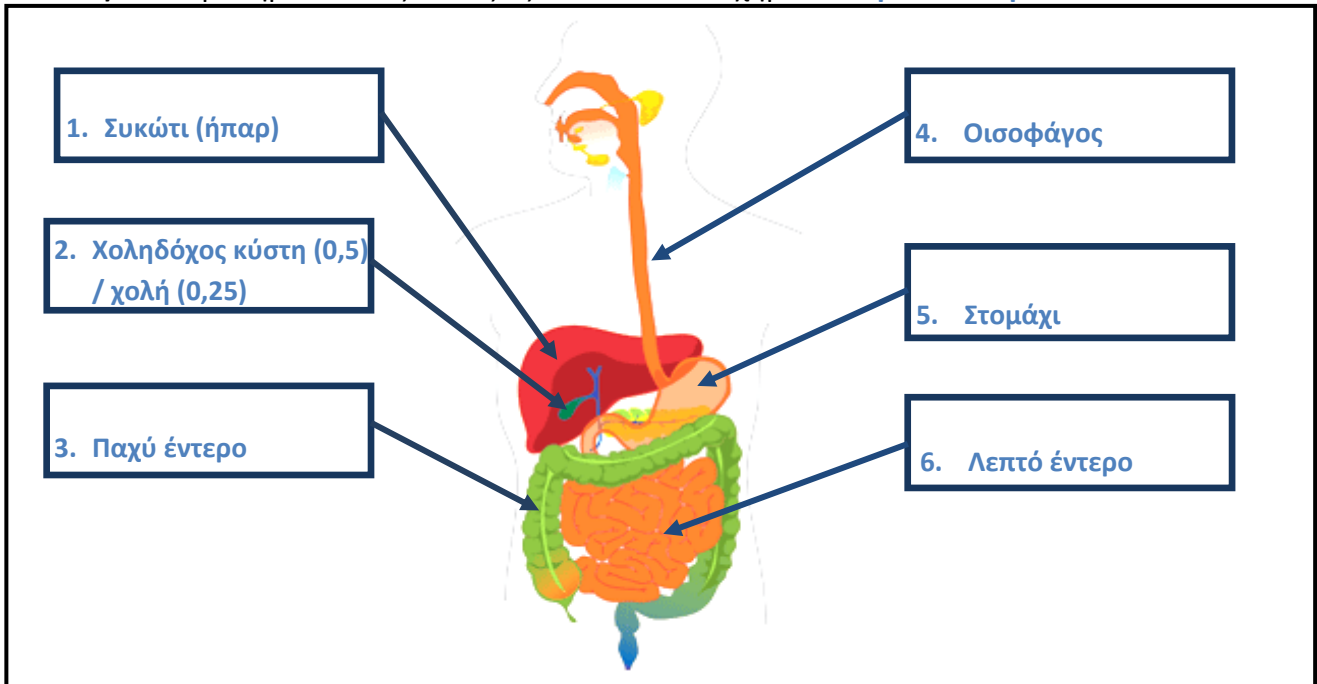 1. Συκώτι (ήπαρ)
2. Χοληδόχος κύστη (0,5)
/ χολή (0,25)
3. Παχύ έντερο
4. Οισοφάγος
5. Στομάχι
6. Λεπτό έντερο